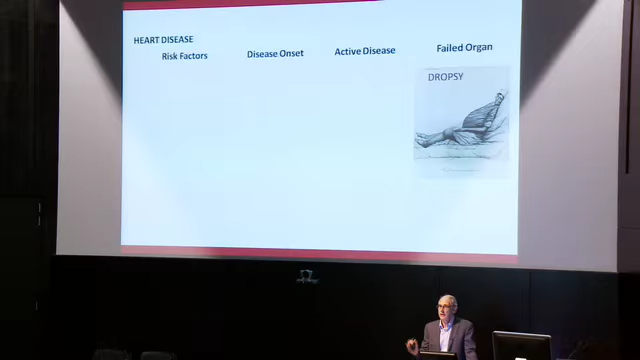 HEART DISEASE
Risk Factors
Disease Onset
Active Disease
Failed Organ
DROPSY